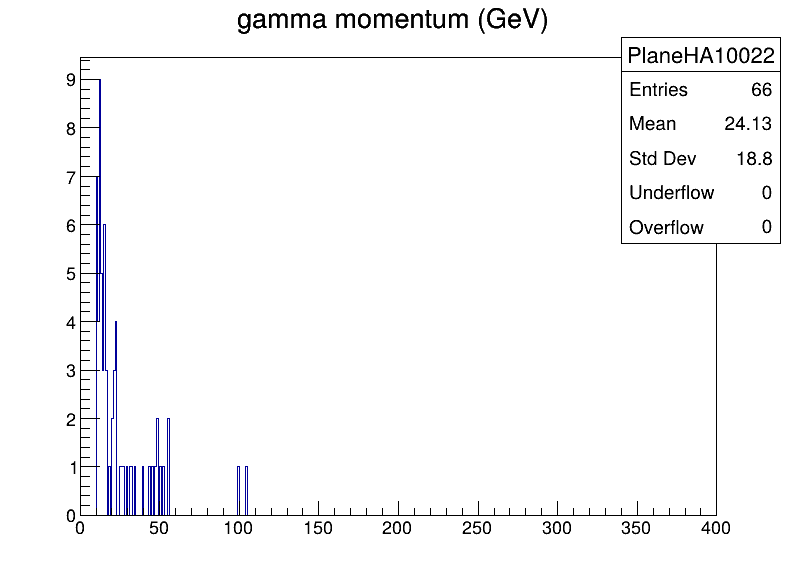 gamma momentum (GeV)
PlaneHA10022
Entries 66
Mean 24.13
Std Dev 18.8
Underflow 0
Overflow 0
9
8
7
6
5
4
3
2
1
0
0 50 100 150 200 250 300 350 400